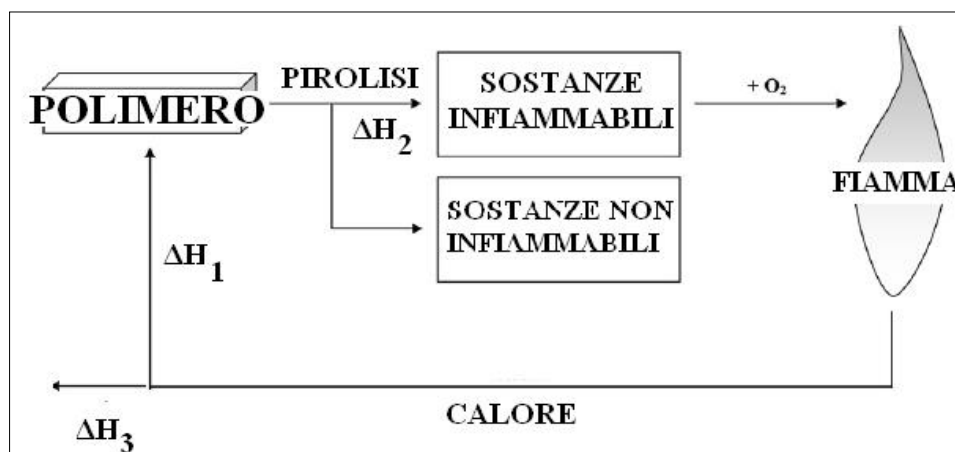 POLIMERO
PIROLISI
ΔH₂
SOSTANZE
INFIAMMABILI
+ O₂
SOSTANZE NON
INFIAMMABILI
FIAMMA
ΔH₁
CALORE
ΔH₃